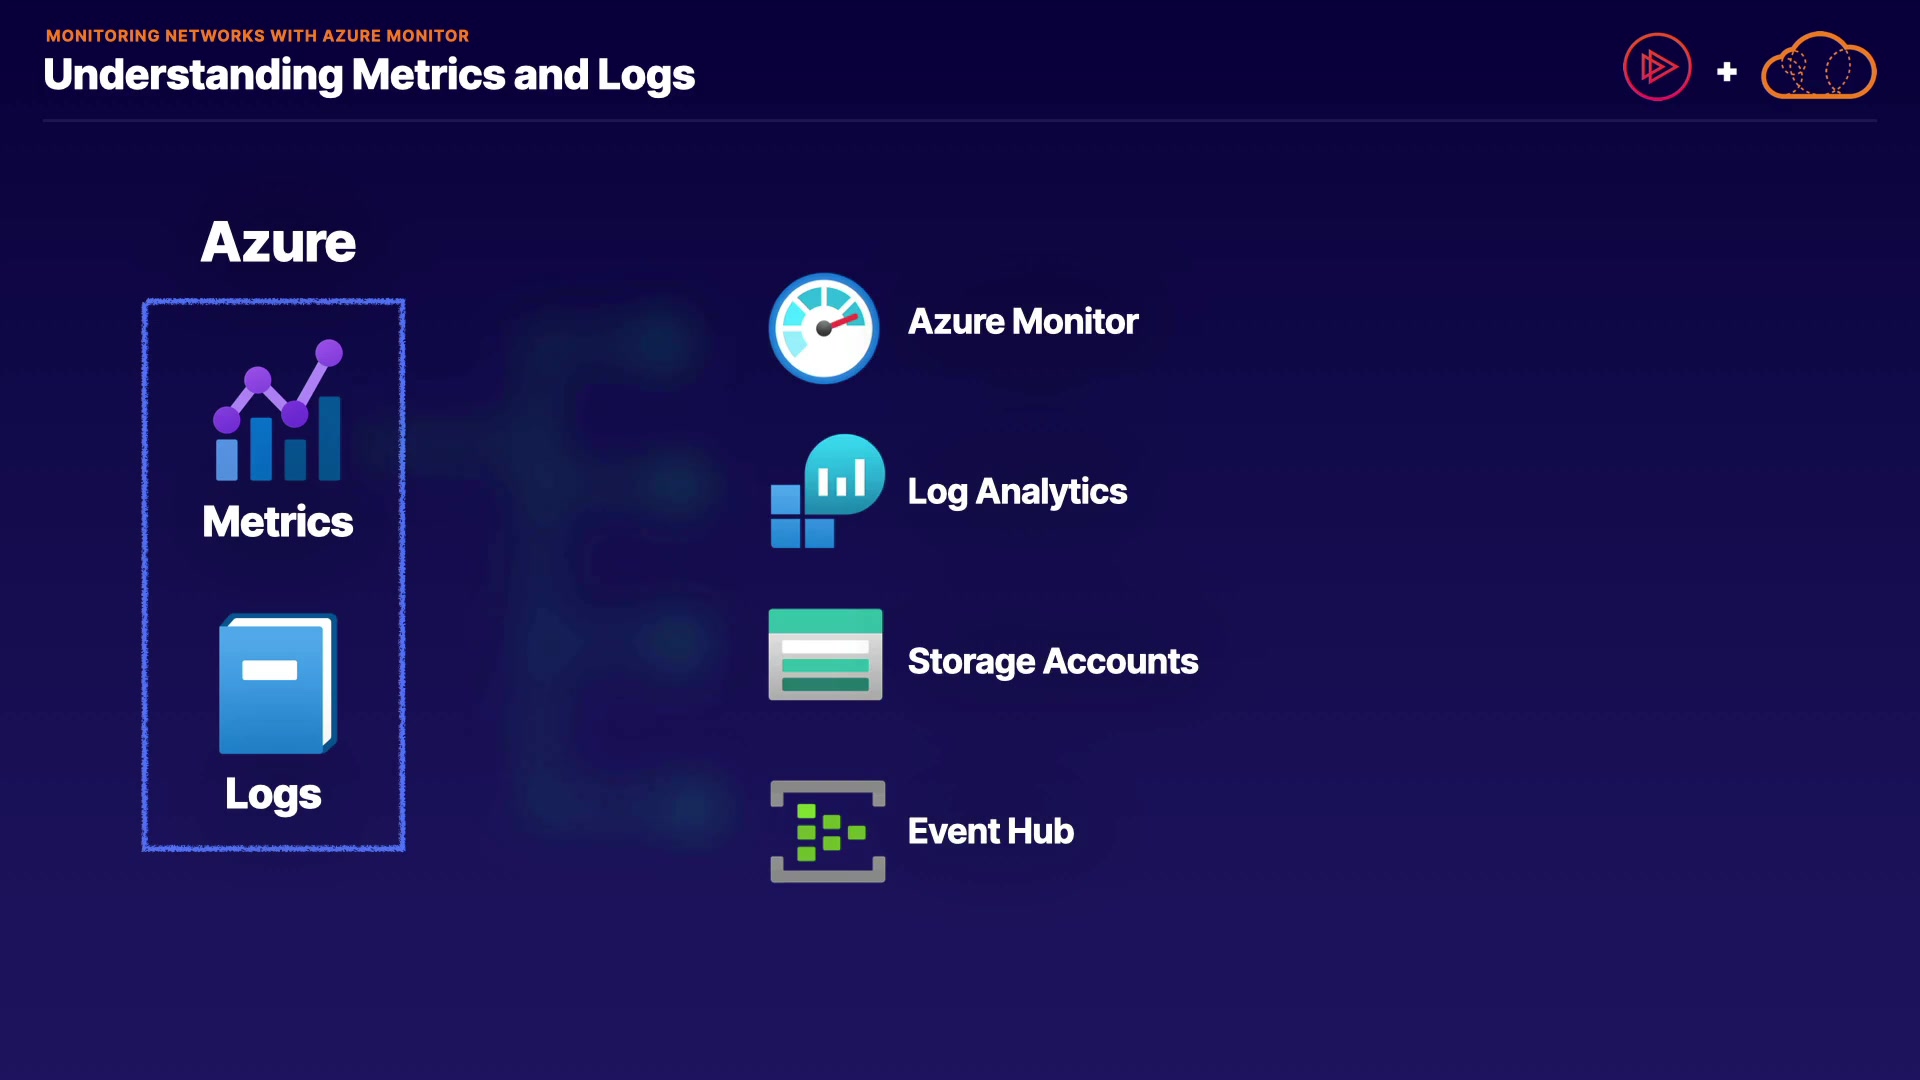 MONITORING NETWORKS WITH AZURE MONITOR
Understanding Metrics and Logs
+
Azure
Metrics
Logs
Azure Monitor
Log Analytics
Storage Accounts
Event Hub